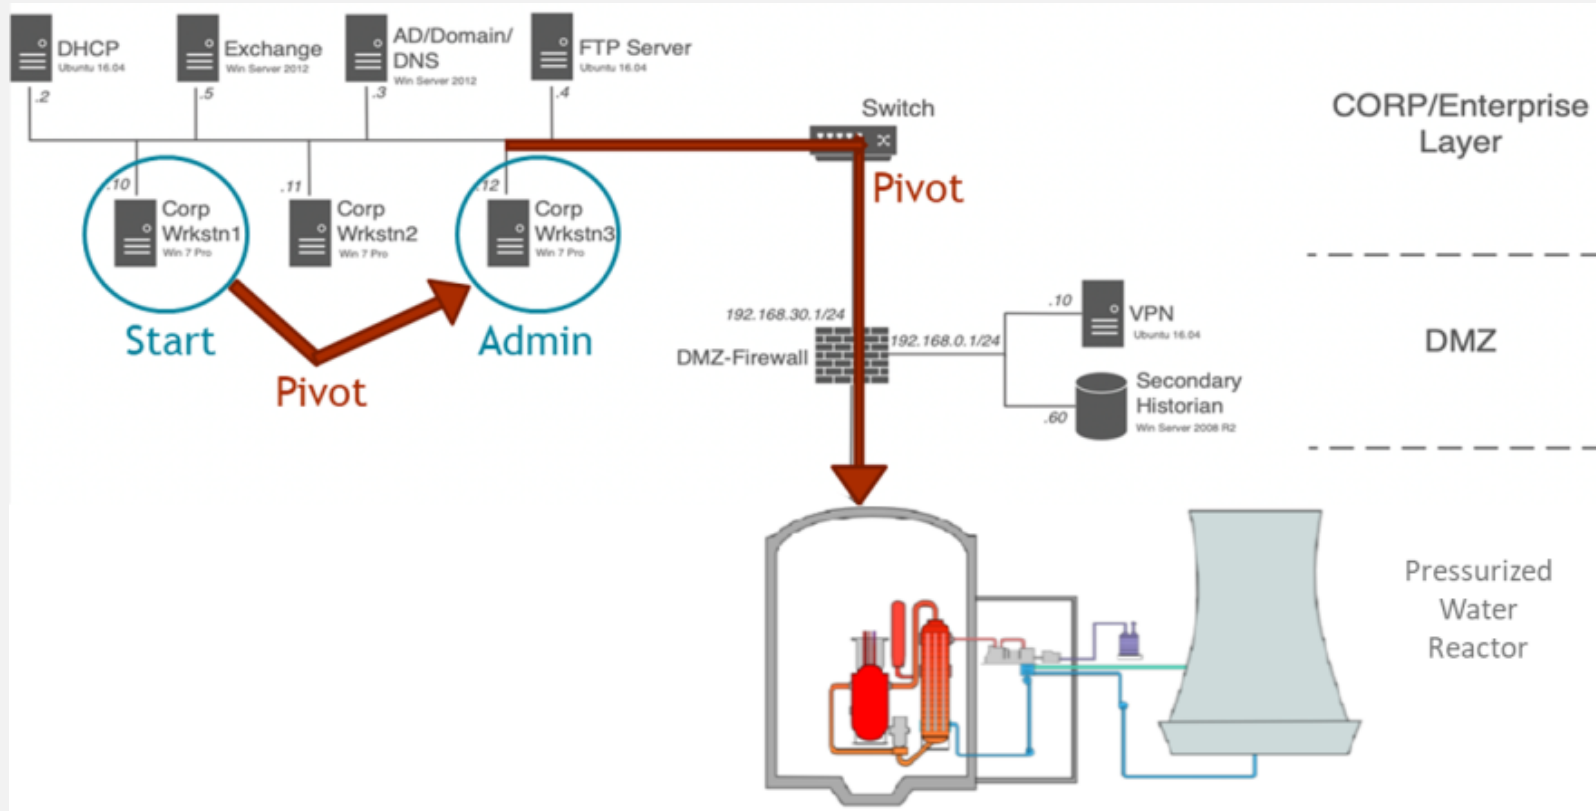 DHCP
Ubuntu 16.04
.2
Exchange
Win Server 2012
.5
AD/Domain/
DNS
Win Server 2012
.3
FTP Server
Ubuntu 16.04
.4
Switch
CORP/Enterprise
Layer
.10
Corp
Wrkstn1
Win 7 Pro
.11
Corp
Wrkstn2
Win 7 Pro
.12
Corp
Wrkstn3
Win 7 Pro
Pivot
Start
Pivot
Admin
192.168.30.1/24
DMZ-Firewall
192.168.0.1/24
.10
VPN
Ubuntu 16.04
Secondary
Historian
Win Server 2008 R2
.60
DMZ
Pressurized
Water
Reactor